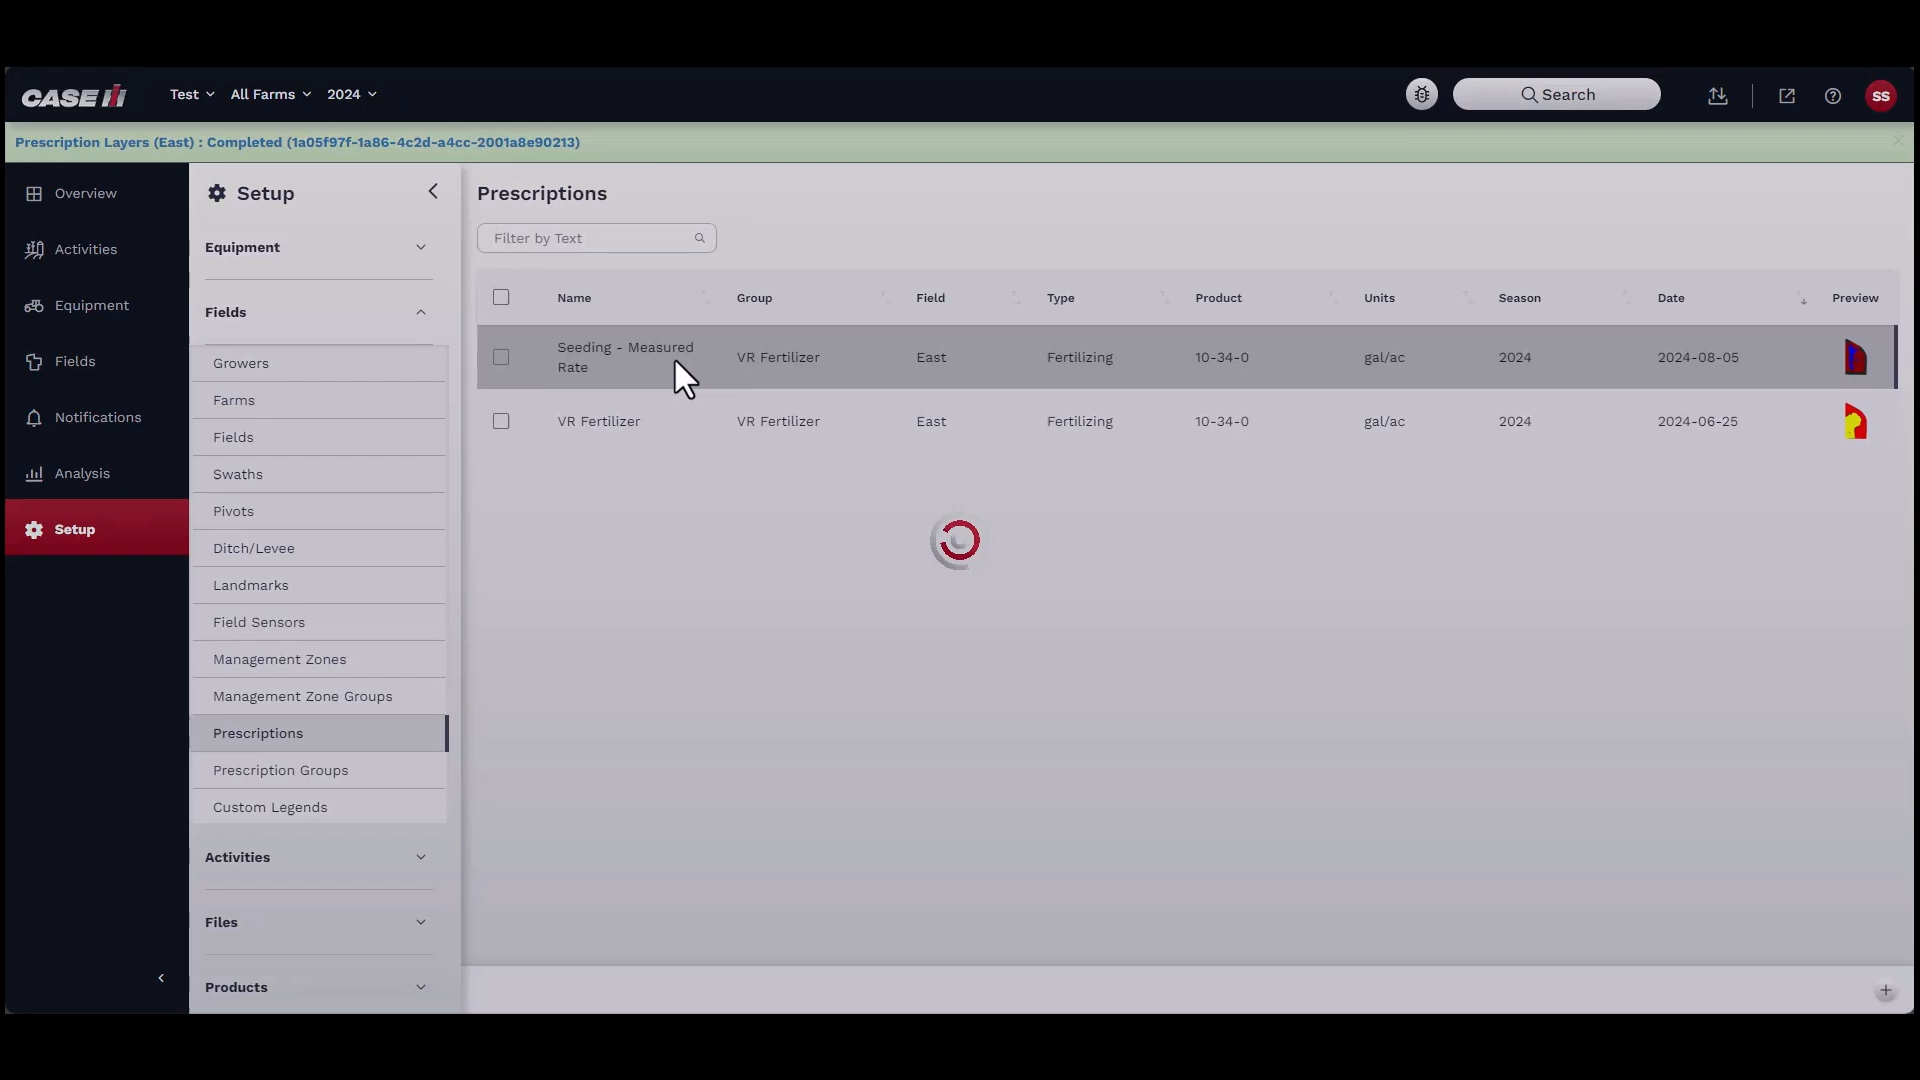 CASE IH
Test
All Farms
2024
Search
SS
Prescription Layers (East) : Completed (1a05f97f-1a86-4c2d-a4cc-2001a8e90213)
Overview
Activities
Equipment
Fields
Notifications
Analysis
Setup
Setup
Equipment
Fields
Growers
Farms
Fields
Swaths
Pivots
Ditch/Levee
Landmarks
Field Sensors
Management Zones
Management Zone Groups
Prescriptions
Prescription Groups
Custom Legends
Activities
Files
Products
Prescriptions
Filter by Text
Name Group Field Type Product Units Season Date Preview
Seeding - Measured
Rate
VR Fertilizer East Fertilizing 10-34-0 gal/ac 2024 2024-08-05
VR Fertilizer VR Fertilizer East Fertilizing 10-34-0 gal/ac 2024 2024-06-25